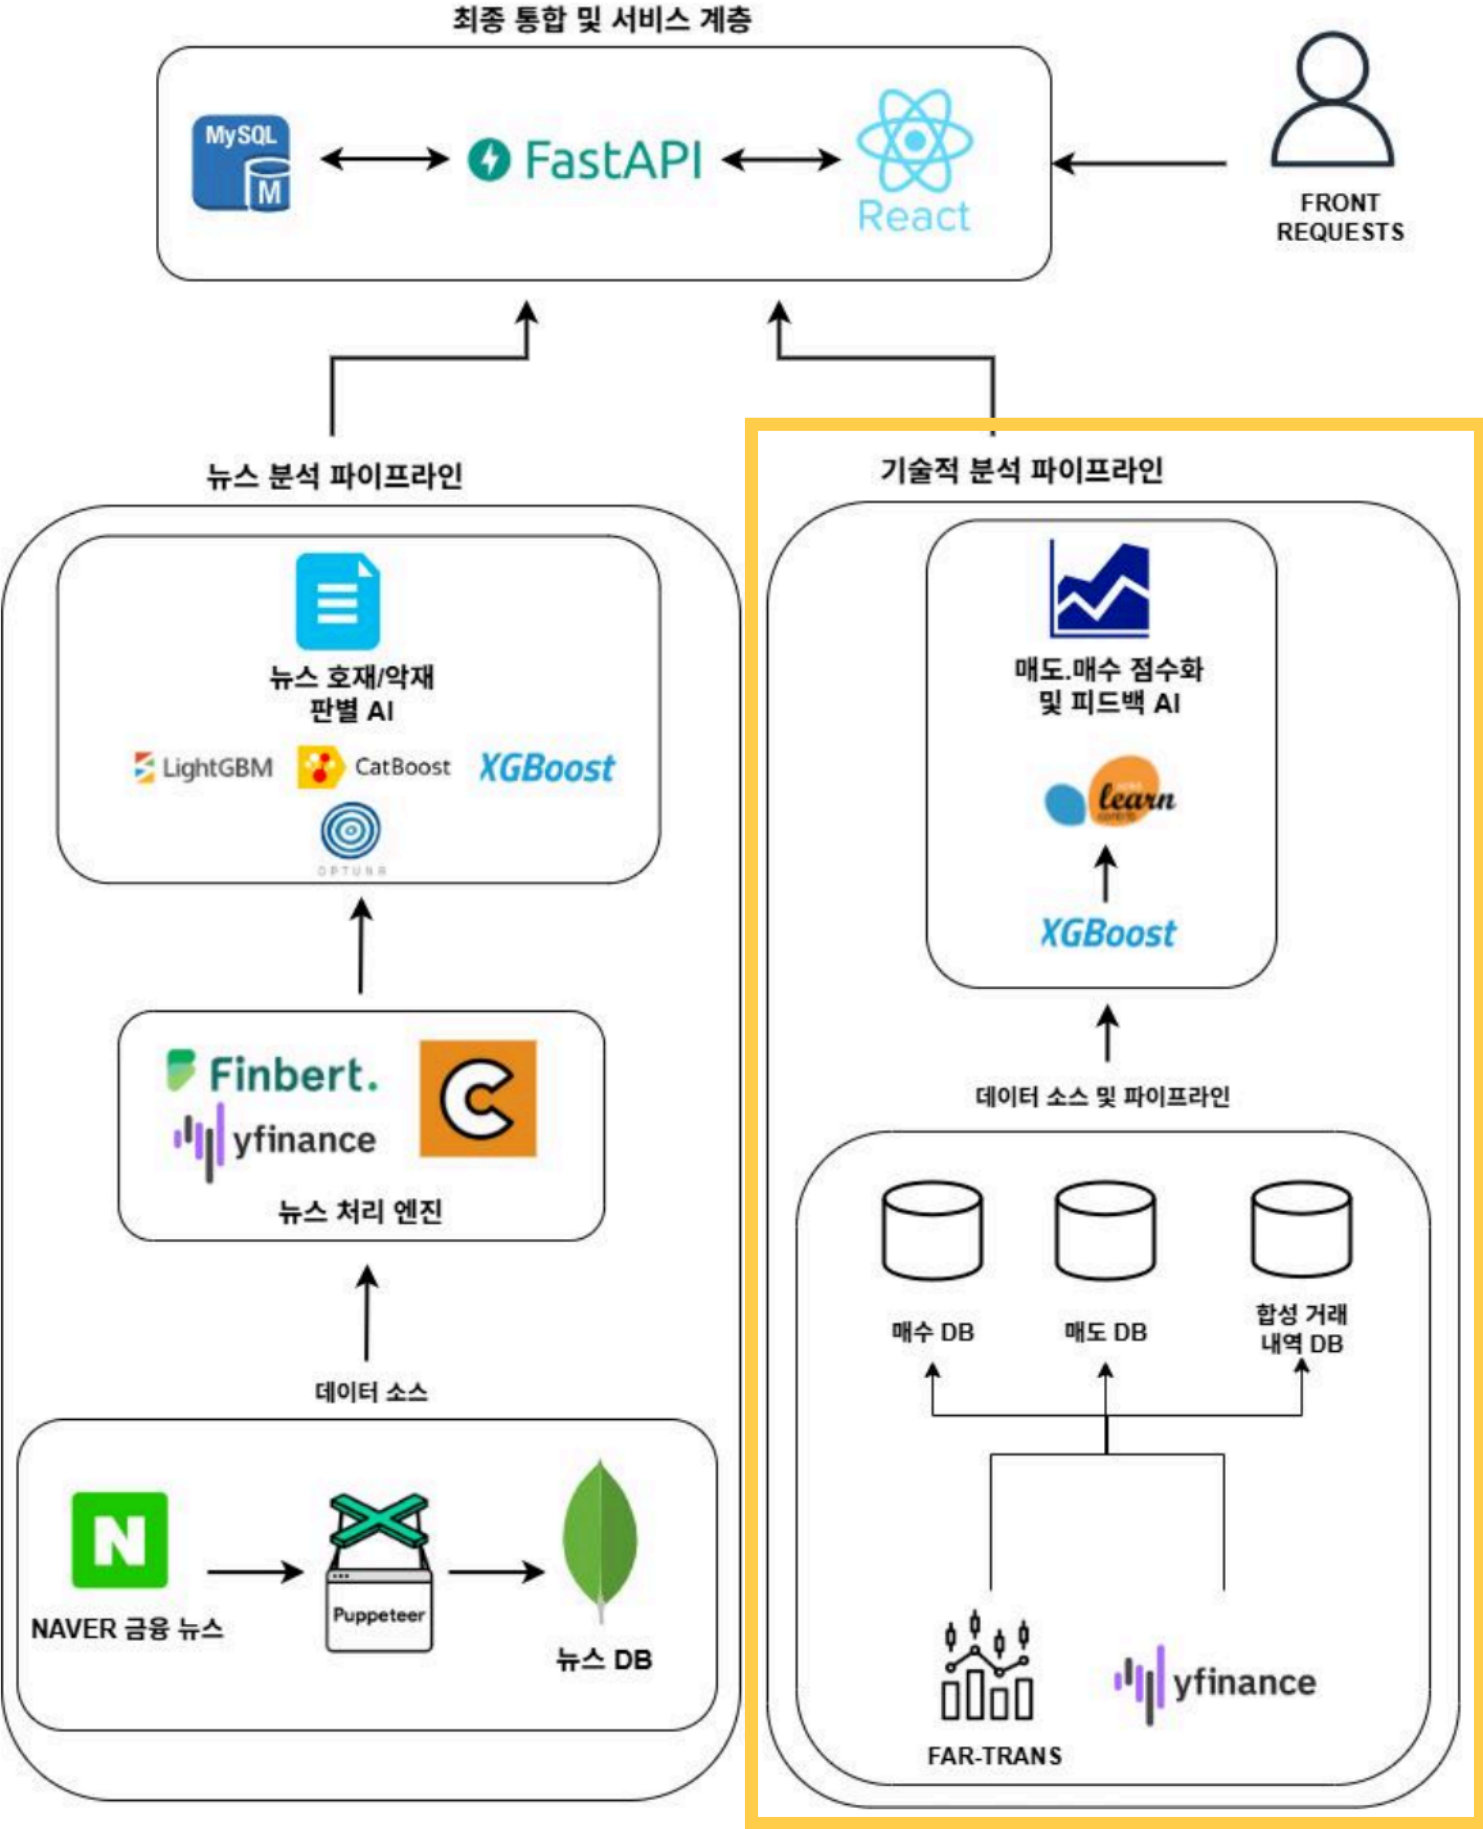 최종 통합 및 서비스 계층
MySQL
M
FastAPI
React
FRONT
REQUESTS
뉴스 분석 파이프라인
뉴스 호재/악재
판별 AI
LightGBM
CatBoost
XGBoost
OPTUNA
Finbert.
yfinance
C
뉴스 처리 엔진
데이터 소스
N
NAVER 금융 뉴스
Puppeteer
뉴스 DB
기술적 분석 파이프라인
매도.매수 점수화
및 피드백 AI
learn
XGBoost
데이터 소스 및 파이프라인
매수 DB
매도 DB
합성 거래
내역 DB
FAR-TRANS
yfinance